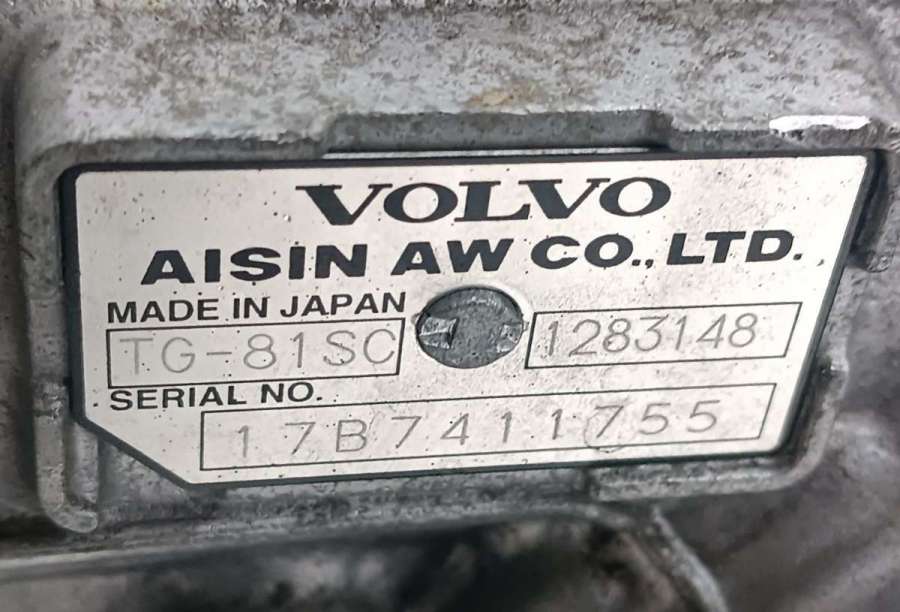 VOLVO
AISIN AW CO., LTD.
MADE IN JAPAN
TG-81SC 1283148
SERIAL NO.
17B7411755